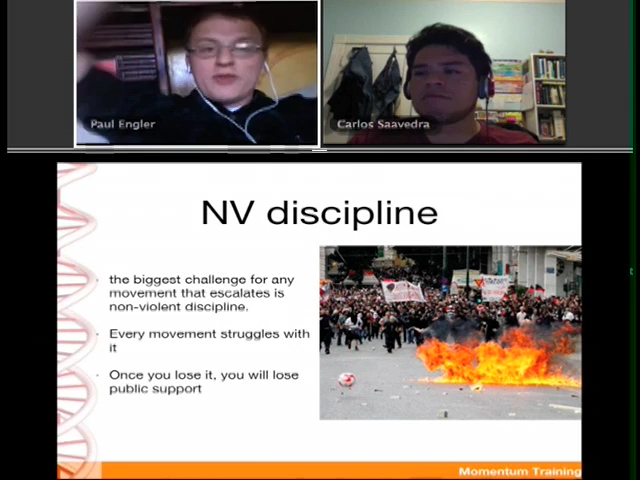 Paul Engler
Carlos Saavedra
NV discipline
the biggest challenge for any
movement that escalates is
non-violent discipline.
Every movement struggles with
it
Once you lose it, you will lose
public support
Momentum Training